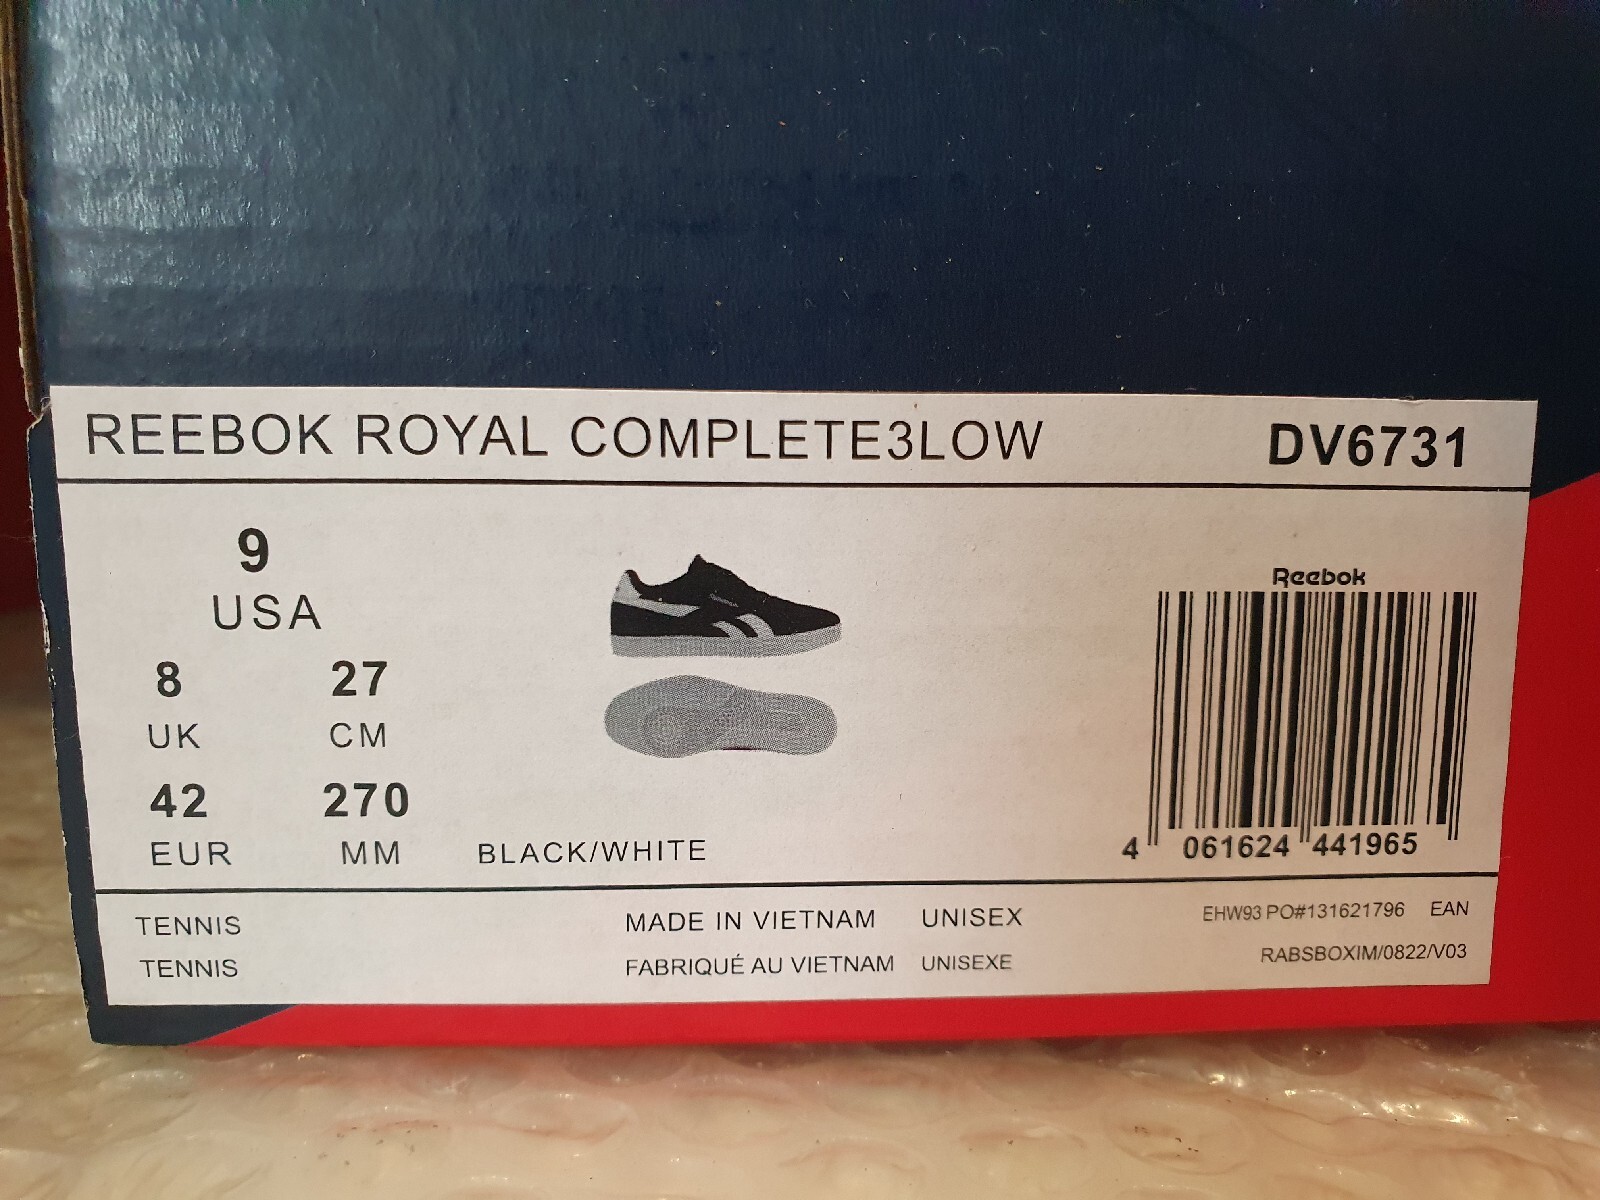 REEBOK ROYAL COMPLETE3LOW DV6731
9
USA
8 27
UK CM
42 270
EUR MM
BLACK/WHITE
Reebok
4 061624 441965
TENNIS MADE IN VIETNAM UNISEX EHW93 PO#131621796 EAN
TENNIS FABRIQUÉ AU VIETNAM UNISEXE RABSBOXIM/0822/V03